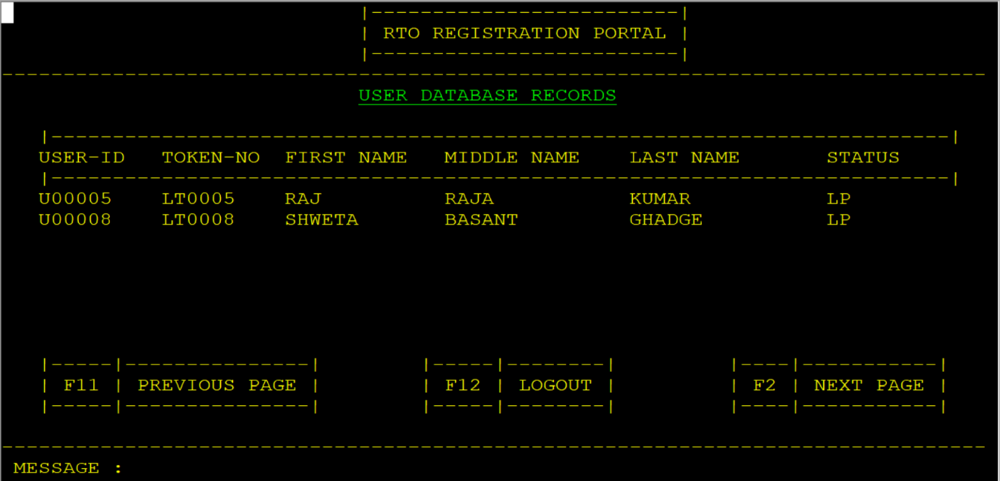 |-------------------------|
| RTO REGISTRATION PORTAL |
|-------------------------|
--------------------------------------------------------------------------------
USER DATABASE RECORDS
|-------------------------------------------------------------------------|
USER-ID   TOKEN-NO  FIRST NAME   MIDDLE NAME    LAST NAME       STATUS
|-------------------------------------------------------------------------|
U00005    LT0005    RAJ          RAJA           KUMAR           LP
U00008    LT0008    SHWETA       BASANT         GHADGE          LP
|-----|---------------|        |-----|--------|         |----|-----------|
| F11 | PREVIOUS PAGE |        | F12 | LOGOUT |         | F2 | NEXT PAGE |
|-----|---------------|        |-----|--------|         |----|-----------|
--------------------------------------------------------------------------------
MESSAGE :